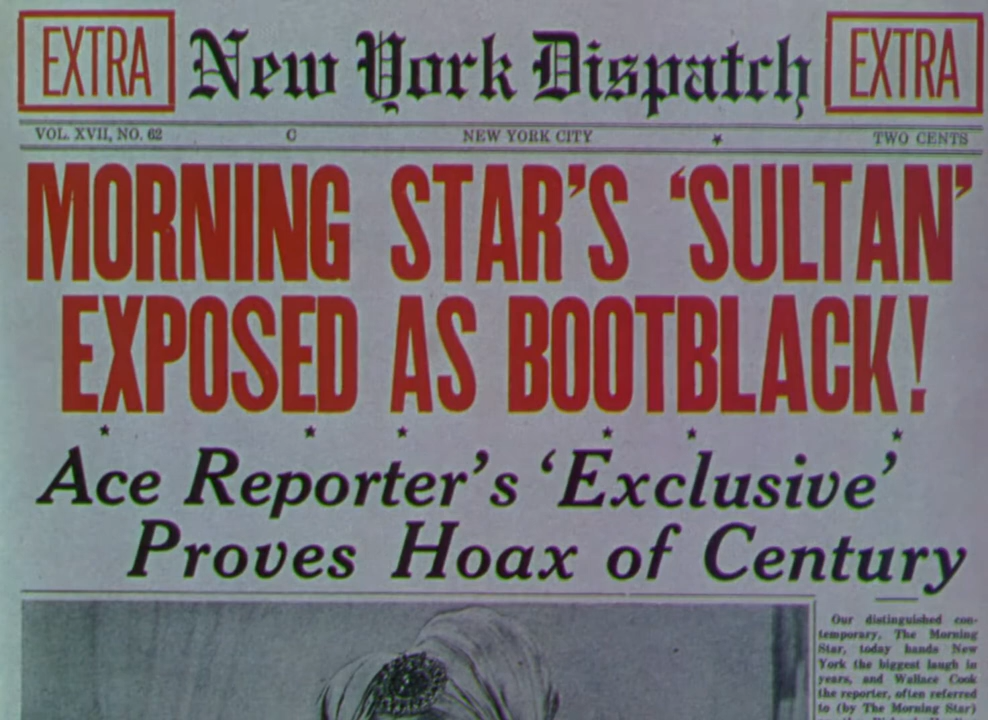 EXTRA New York Dispatch EXTRA
VOL. XVII, NO. 62 C NEW YORK CITY TWO CENTS
MORNING STAR'S 'SULTAN'
EXPOSED AS BOOTBLACK!
Ace Reporter's 'Exclusive'
Proves Hoax of Century
Our distinguished con-
temporary, The Morning
Star, today hands New
York the biggest laugh in
years, and Wallace Cook
the reporter, often referred
to (by The Morning Star)